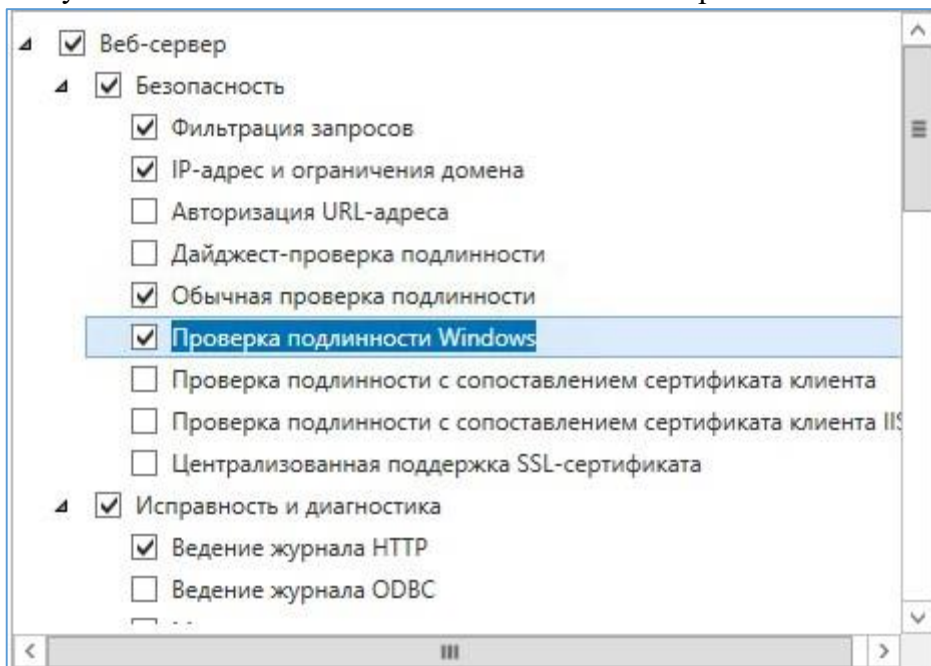 Веб-сервер
Безопасность
Фильтрация запросов
IP-адрес и ограничения домена
Авторизация URL-адреса
Дайджест-проверка подлинности
Обычная проверка подлинности
Проверка подлинности Windows
Проверка подлинности с сопоставлением сертификата клиента
Проверка подлинности с сопоставлением сертификата клиента IIS
Централизованная поддержка SSL-сертификата
Исправность и диагностика
Ведение журнала HTTP
Ведение журнала ODBC